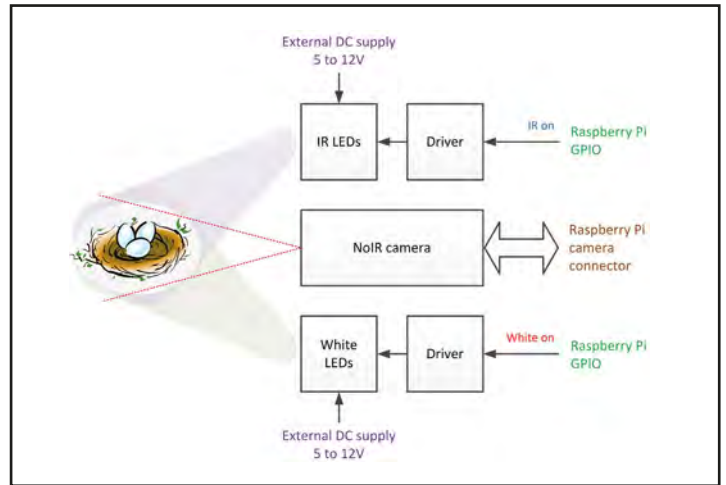 External DC supply
5 to 12V
IR LEDs
Driver
IR on
Raspberry Pi
GPIO
NoIR camera
Raspberry Pi
camera
connector
White
LEDs
Driver
White on
Raspberry Pi
GPIO
External DC supply
5 to 12V